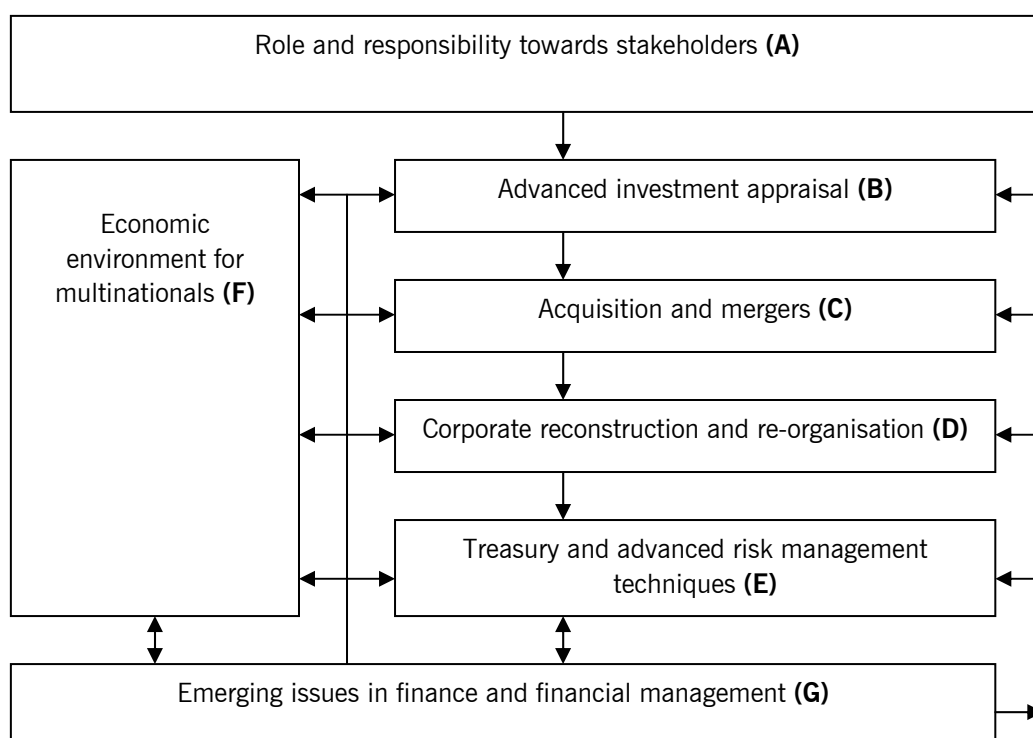 Role and responsibility towards stakeholders (A)
Advanced investment appraisal (B)
Economic
environment for
multinationals (F)
Acquisition and mergers (C)
Corporate reconstruction and re-organisation (D)
Treasury and advanced risk management
techniques (E)
Emerging issues in finance and financial management (G)